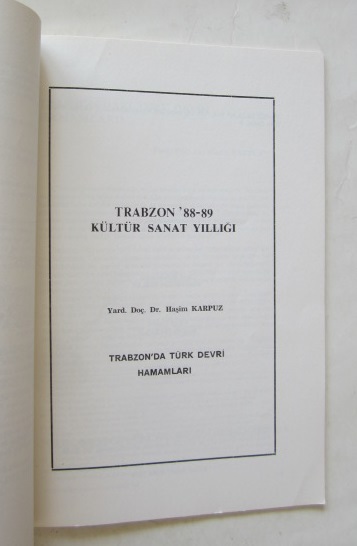 TRABZON '88-89
KÜLTÜR SANAT YILLIĞI
Yard. Doç. Dr. Haşim KARPUZ
TRABZON'DA TÜRK DEVRİ
HAMAMLARI